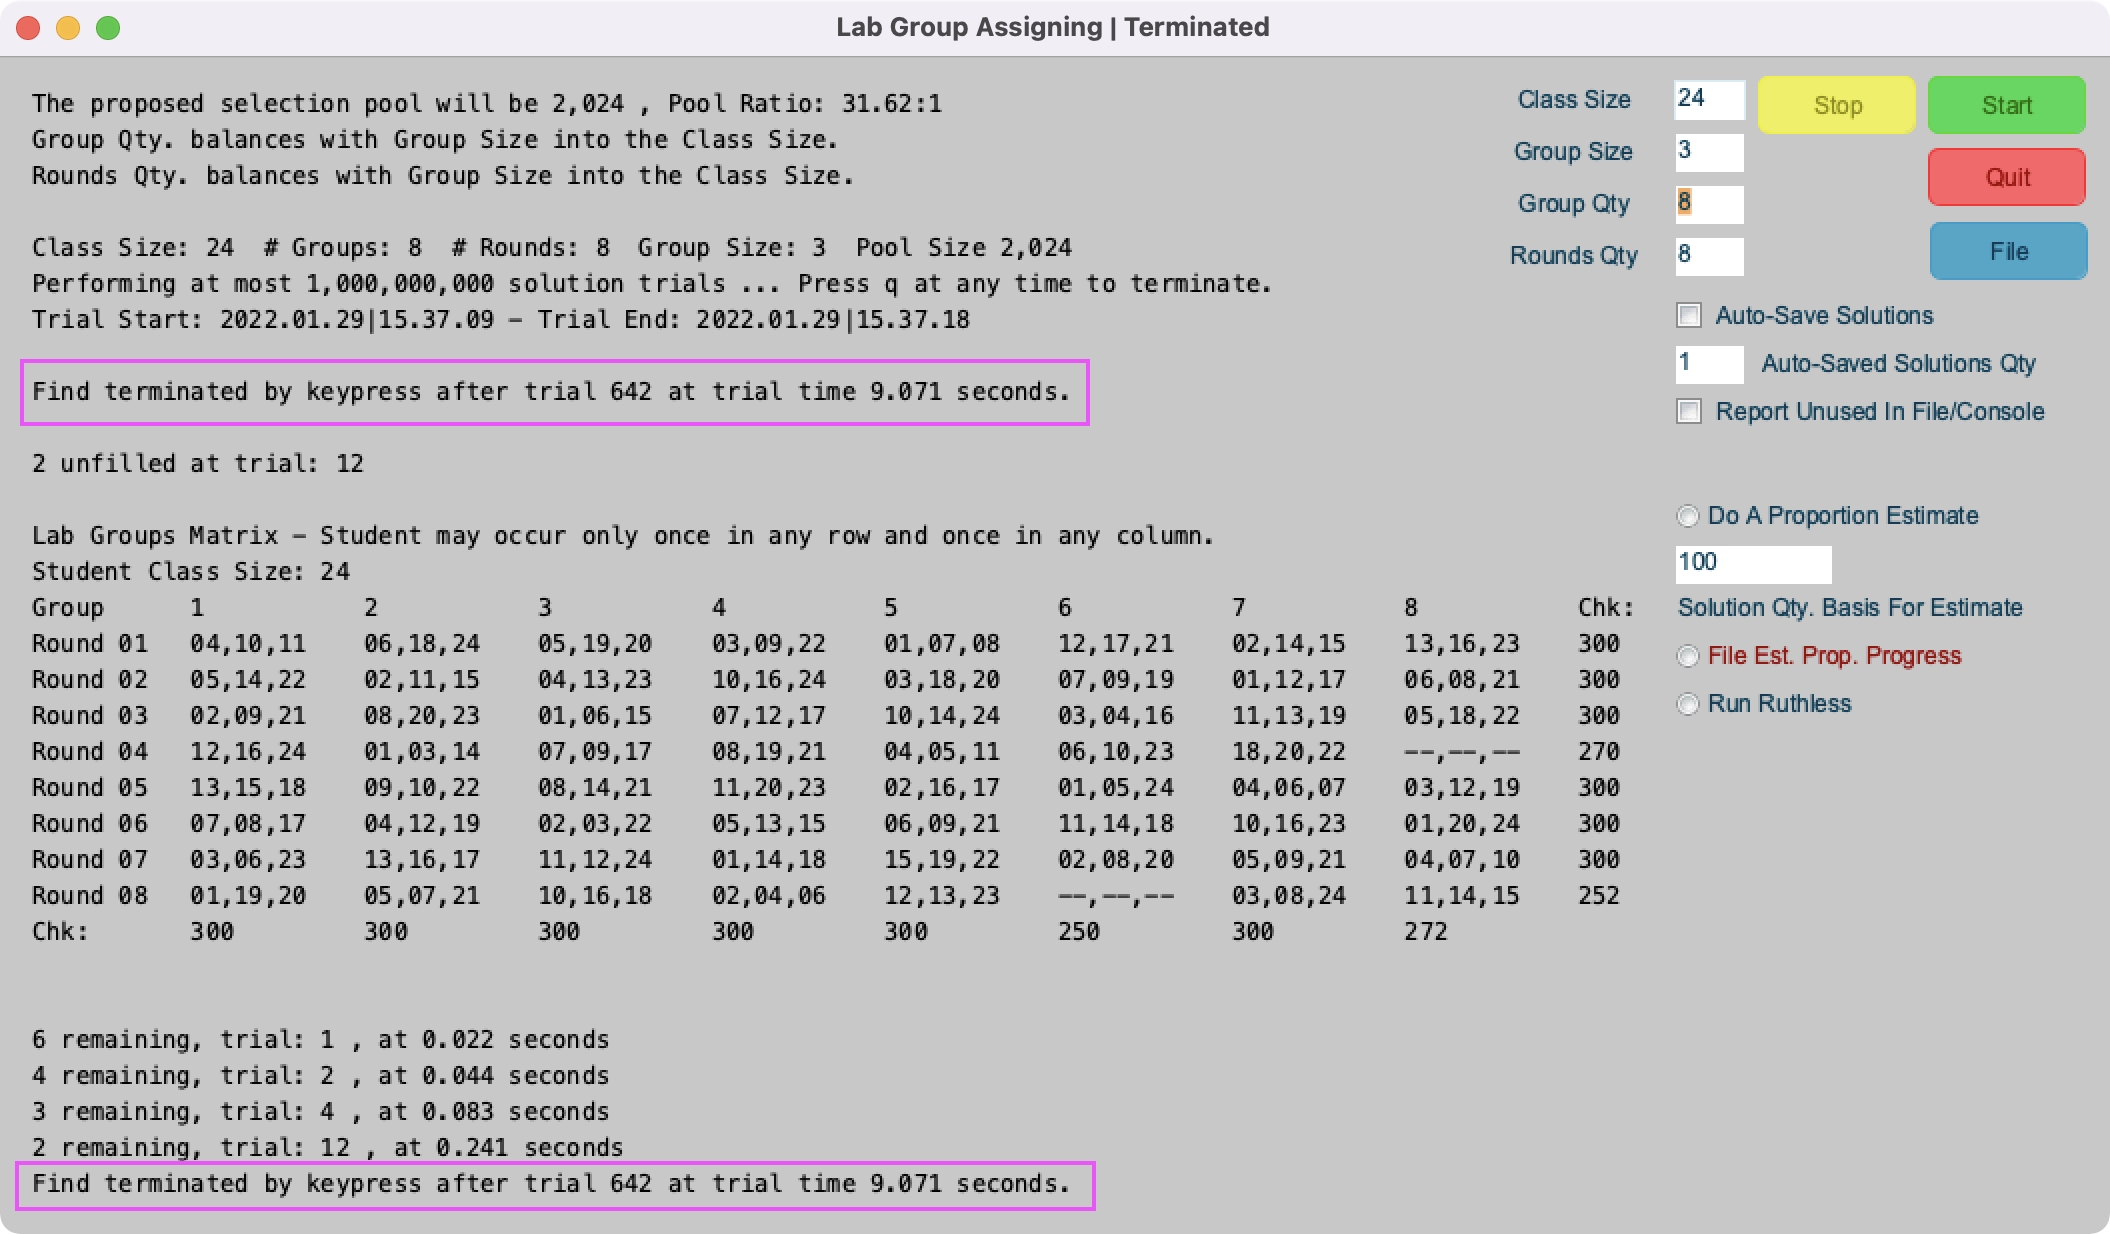 Lab Group Assigning | Terminated
The proposed selection pool will be 2,024 , Pool Ratio: 31.62:1
Group Qty. balances with Group Size into the Class Size.
Rounds Qty. balances with Group Size into the Class Size.
Class Size: 24  # Groups: 8  # Rounds: 8  Group Size: 3  Pool Size 2,024
Performing at most 1,000,000,000 solution trials ... Press q at any time to terminate.
Trial Start: 2022.01.29|15.37.09 – Trial End: 2022.01.29|15.37.18
Find terminated by keypress after trial 642 at trial time 9.071 seconds.
2 unfilled at trial: 12
Lab Groups Matrix – Student may occur only once in any row and once in any column.
Student Class Size: 24
Group 1 2 3 4 5 6 7 8 Chk:
Round 01 04,10,11 06,18,24 05,19,20 03,09,22 01,07,08 12,17,21 02,14,15 13,16,23 300
Round 02 05,14,22 02,11,15 04,13,23 10,16,24 03,18,20 07,09,19 01,12,17 06,08,21 300
Round 03 02,09,21 08,20,23 01,06,15 07,12,17 10,14,24 03,04,16 11,13,19 05,18,22 300
Round 04 12,16,24 01,03,14 07,09,17 08,19,21 04,05,11 06,10,23 18,20,22 --,--,-- 270
Round 05 13,15,18 09,10,22 08,14,21 11,20,23 02,16,17 01,05,24 04,06,07 03,12,19 300
Round 06 07,08,17 04,12,19 02,03,22 05,13,15 06,09,21 11,14,18 10,16,23 01,20,24 300
Round 07 03,06,23 13,16,17 11,12,24 01,14,18 15,19,22 02,08,20 05,09,21 04,07,10 300
Round 08 01,19,20 05,07,21 10,16,18 02,04,06 12,13,23 --,--,-- 03,08,24 11,14,15 252
Chk: 300 300 300 300 300 250 300 272
6 remaining, trial: 1 , at 0.022 seconds
4 remaining, trial: 2 , at 0.044 seconds
3 remaining, trial: 4 , at 0.083 seconds
2 remaining, trial: 12 , at 0.241 seconds
Find terminated by keypress after trial 642 at trial time 9.071 seconds.
Class Size 24 Stop Start
Group Size 3 Quit
Group Qty 8
Rounds Qty 8 File
Auto-Save Solutions
1 Auto-Saved Solutions Qty
Report Unused In File/Console
Do A Proportion Estimate
100
Solution Qty. Basis For Estimate
File Est. Prop. Progress
Run Ruthless